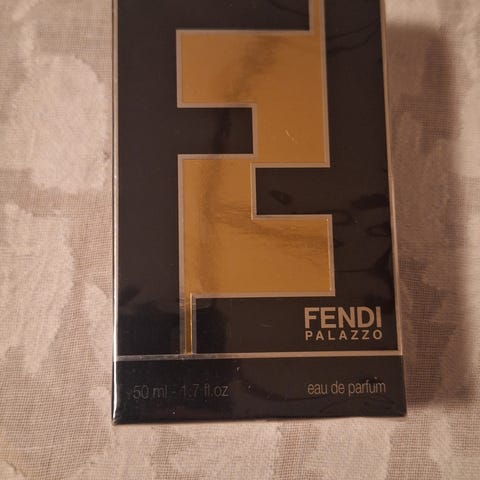 FENDI
PALAZZO
50 ml - 1.7 fl.oz
eau de parfum